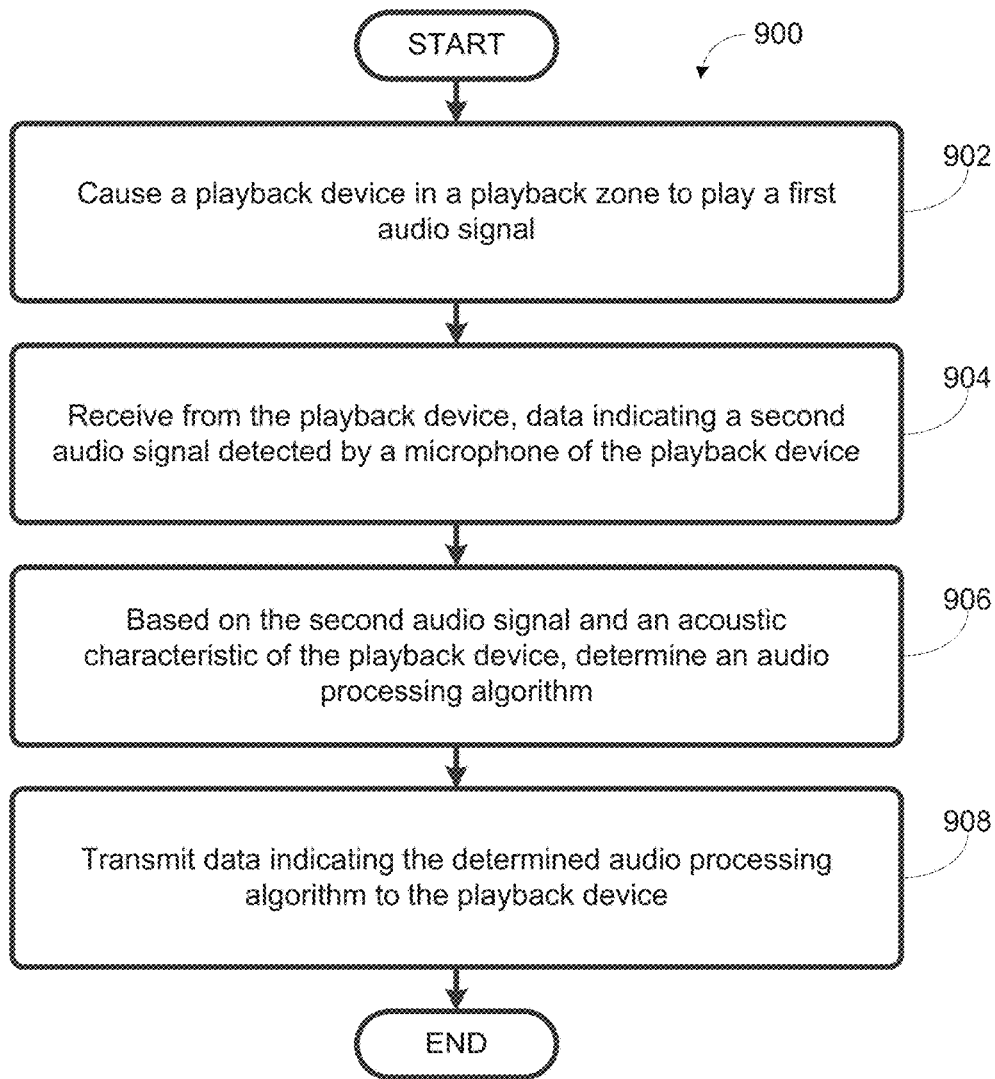 START
900
Cause a playback device in a playback zone to play a first
audio signal
902
Receive from the playback device, data indicating a second
audio signal detected by a microphone of the playback device
904
Based on the second audio signal and an acoustic
characteristic of the playback device, determine an audio
processing algorithm
906
Transmit data indicating the determined audio processing
algorithm to the playback device
908
END